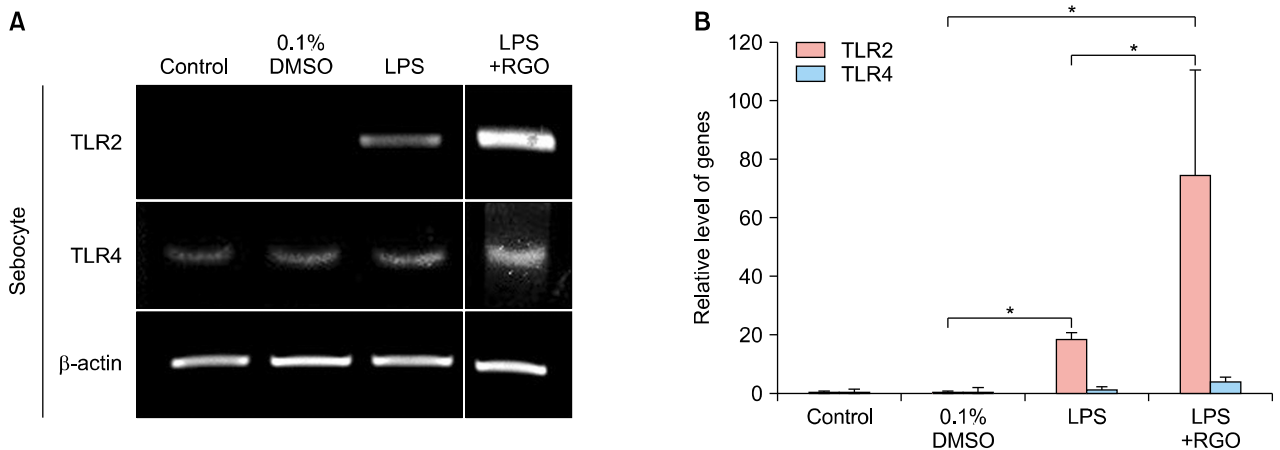 A
Control
0.1%
DMSO
LPS
LPS
+RGO
Sebocyte
TLR2
TLR4
β-actin
B
*
*
*
TLR2
TLR4
Relative level of genes
120
100
80
60
40
20
0
Control
0.1%
DMSO
LPS
LPS
+RGO